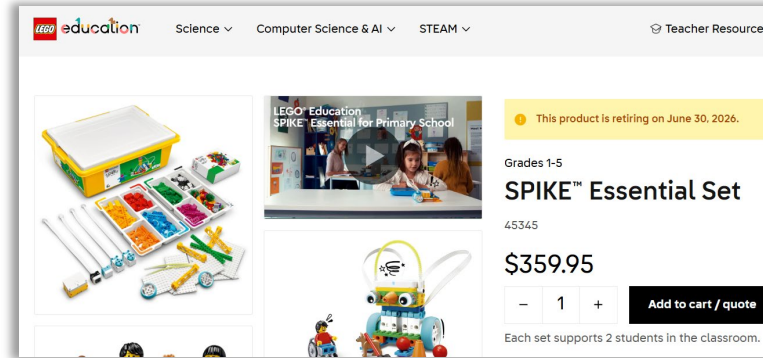 LEGO education
Science
Computer Science & AI
STEAM
Teacher Resource
LEGO® Education
SPIKE™ Essential for Primary School
This product is retiring on June 30, 2026.
Grades 1-5
SPIKE™ Essential Set
45345
$359.95
− 1 +
Add to cart / quote
Each set supports 2 students in the classroom.